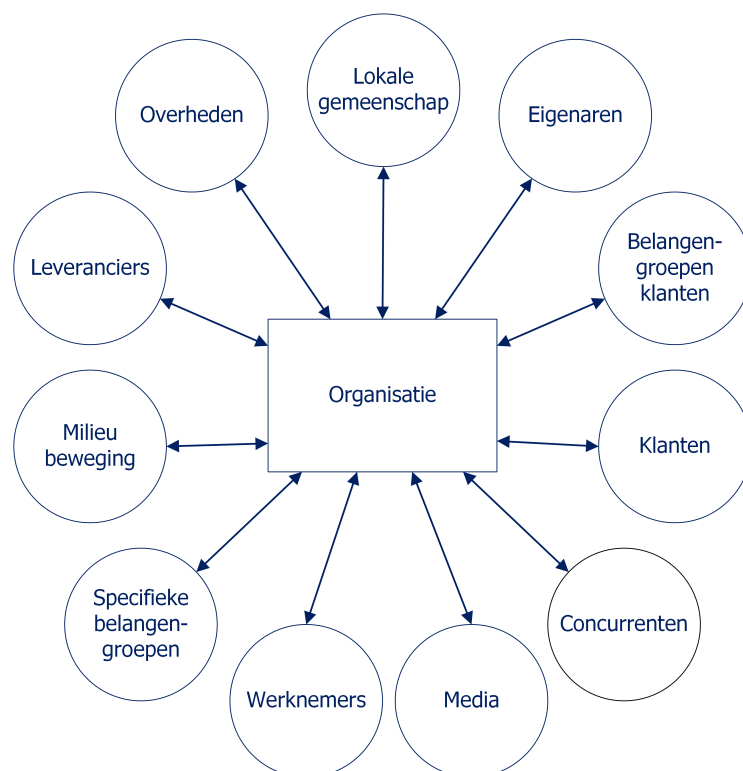 Lokale
gemeenschap
Overheden
Eigenaren
Belangen-
groepen
klanten
Leveranciers
Organisatie
Milieu
beweging
Klanten
Specifieke
belangen-
groepen
Concurrenten
Werknemers
Media